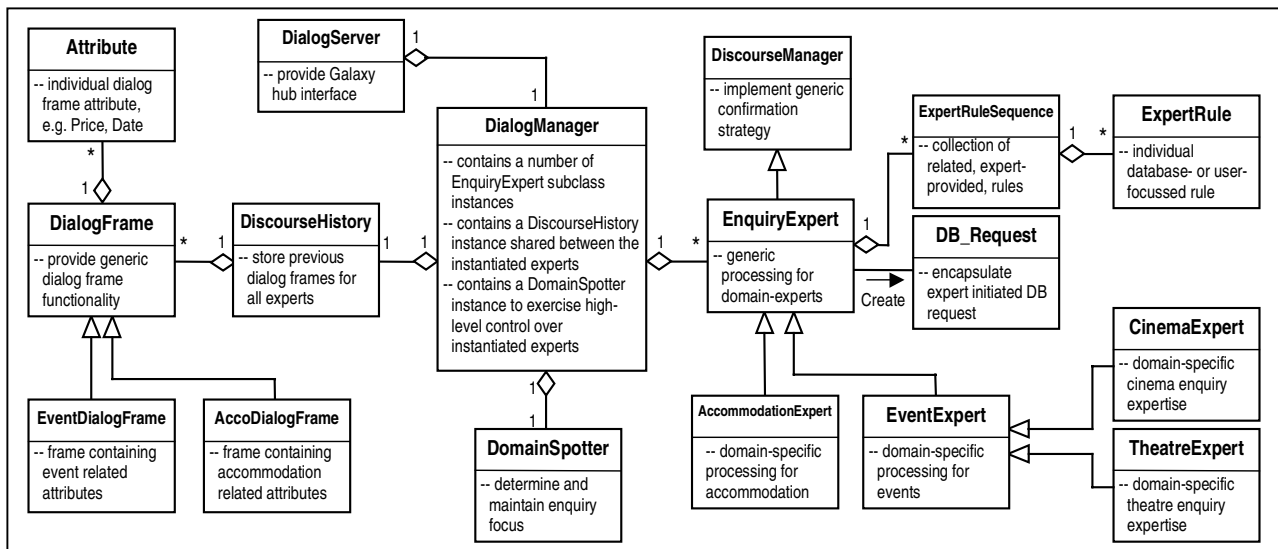 Attribute
-- individual dialog
frame attribute,
e.g. Price, Date
*
1
DialogServer
-- provide Galaxy
hub interface
1
1
DialogManager
-- contains a number of
EnquiryExpert subclass
instances
-- contains a DiscourseHistory
instance shared between the
instantiated experts
-- contains a DomainSpotter
instance to exercise high-
level control over
instantiated experts
DialogFrame
-- provide generic
dialog frame
functionality
*
1
DiscourseHistory
-- store previous
dialog frames for
all experts
1
1
EventDialogFrame
-- frame containing
event related
attributes
AccoDialogFrame
-- frame containing
accommodation
related attributes
1
1
DomainSpotter
-- determine and
maintain enquiry
focus
DiscourseManager
-- implement generic
confirmation
strategy
1
*
EnquiryExpert
-- generic
processing for
domain-experts
1
*
ExpertRuleSequence
-- collection of
related, expert-
provided, rules
1
*
ExpertRule
-- individual
database- or user-
focussed rule
Create
DB_Request
-- encapsulate
expert initiated DB
request
AccommodationExpert
-- domain-specific
processing for
accommodation
EventExpert
-- domain-specific
processing for
events
CinemaExpert
-- domain-specific
cinema enquiry
expertise
TheatreExpert
-- domain-specific
theatre enquiry
expertise